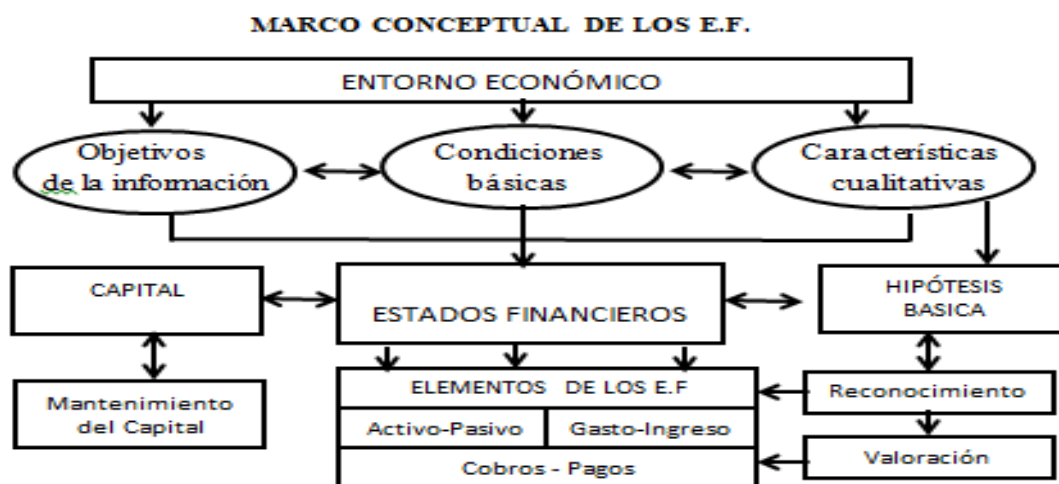 MARCO CONCEPTUAL DE LOS E.F.
ENTORNO ECONÓMICO
Objetivos
de la información
Condiciones
básicas
Características
cualitativas
CAPITAL
ESTADOS FINANCIEROS
HIPÓTESIS
BASICA
Mantenimiento
del Capital
ELEMENTOS DE LOS E.F
Activo-Pasivo
Gasto-Ingreso
Cobros - Pagos
Reconocimiento
Valoración